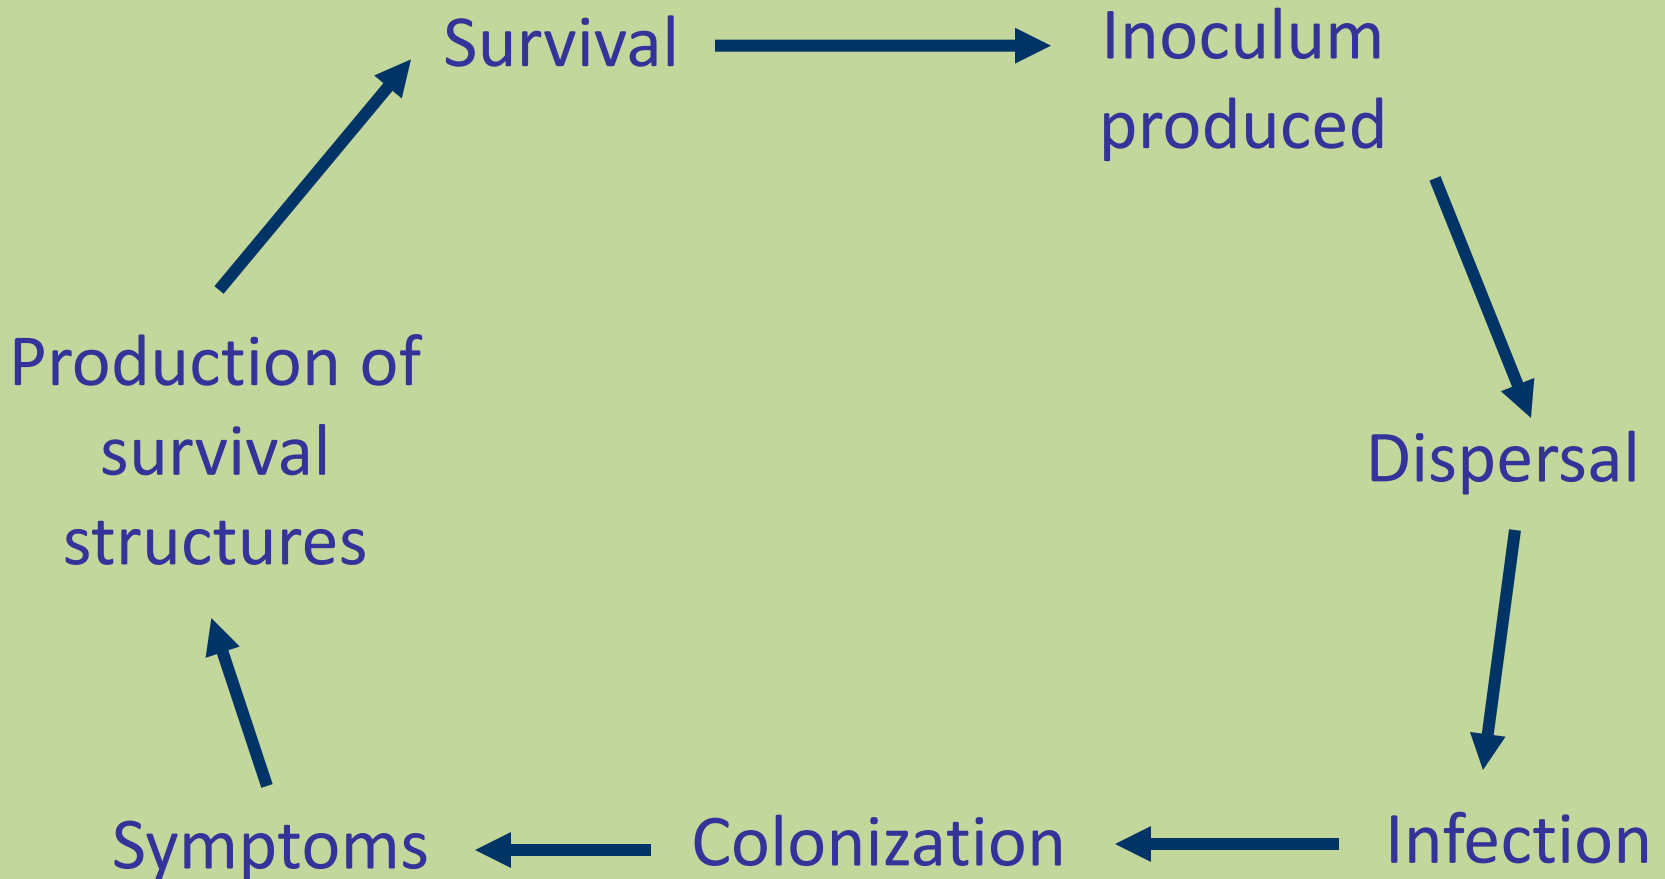 Survival
Inoculum
produced
Dispersal
Infection
Colonization
Symptoms
Production of
survival
structures